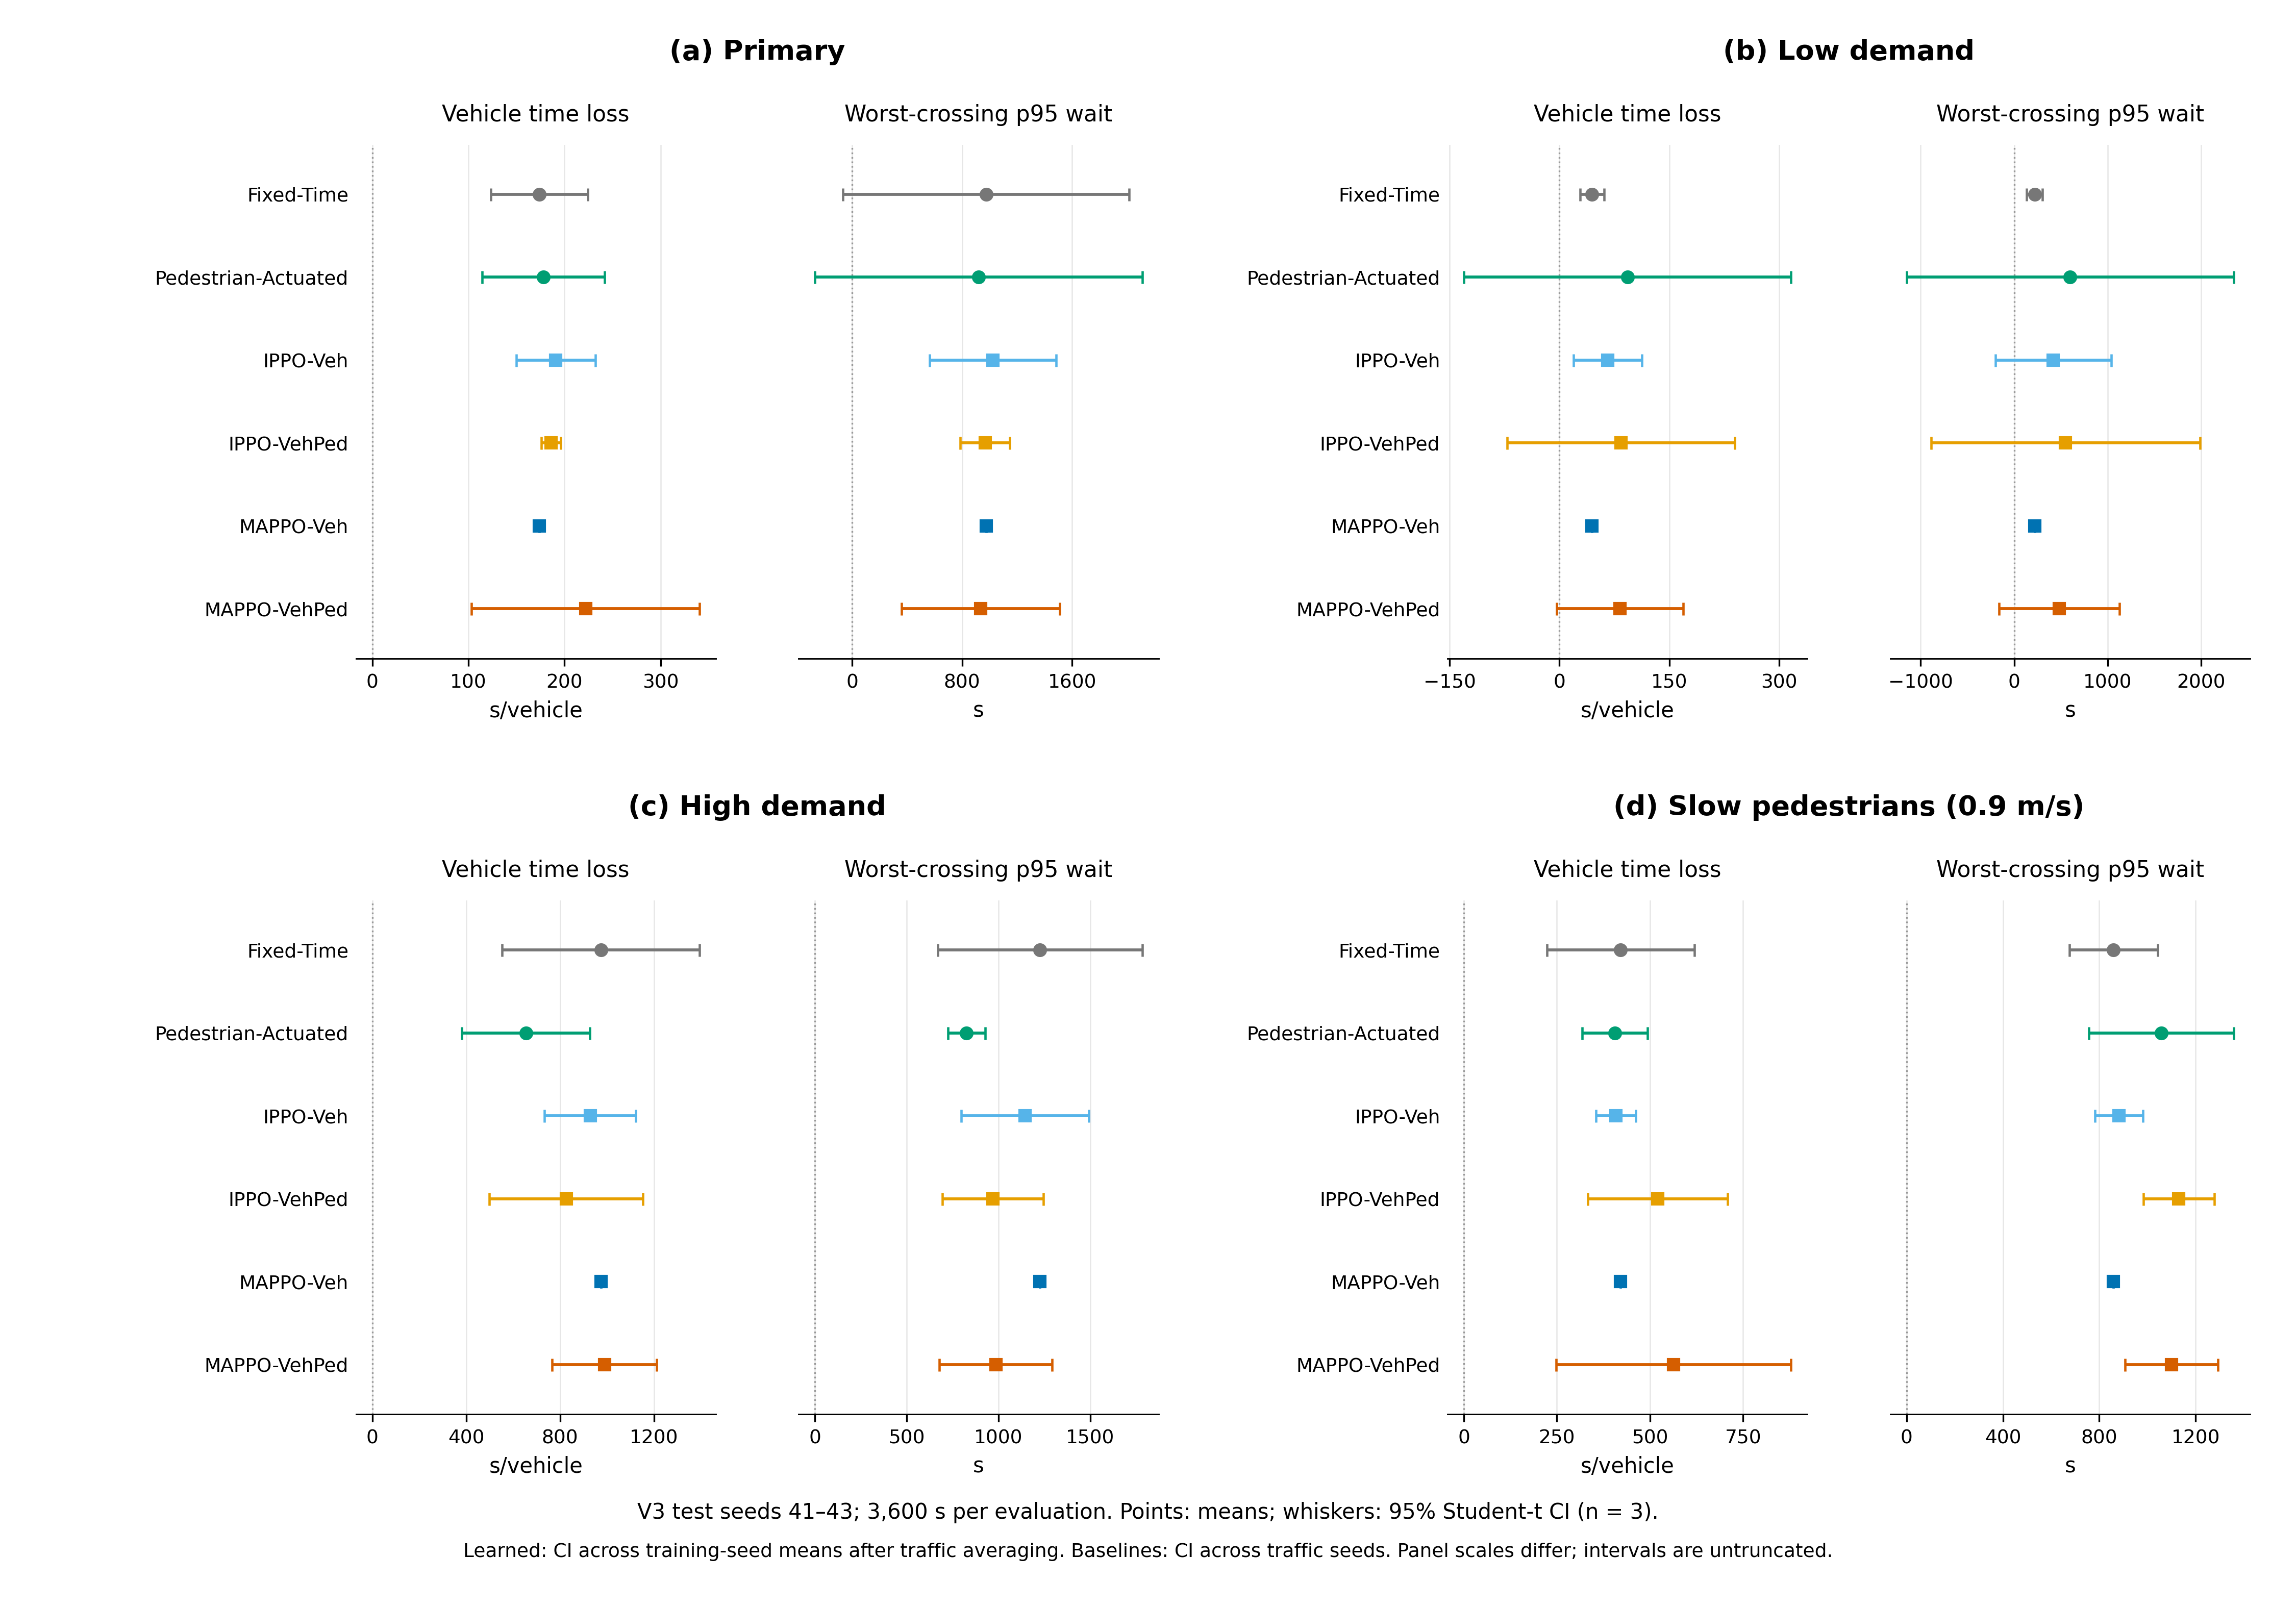 (a) Primary
Vehicle time loss
Worst-crossing p95 wait
Fixed-Time
Pedestrian-Actuated
IPPO-Veh
IPPO-VehPed
MAPPO-Veh
MAPPO-VehPed
0 100 200 300
s/vehicle
0 800 1600
s
(b) Low demand
Vehicle time loss
Worst-crossing p95 wait
Fixed-Time
Pedestrian-Actuated
IPPO-Veh
IPPO-VehPed
MAPPO-Veh
MAPPO-VehPed
−150 0 150 300
s/vehicle
−1000 0 1000 2000
s
(c) High demand
Vehicle time loss
Worst-crossing p95 wait
Fixed-Time
Pedestrian-Actuated
IPPO-Veh
IPPO-VehPed
MAPPO-Veh
MAPPO-VehPed
0 400 800 1200
s/vehicle
0 500 1000 1500
s
(d) Slow pedestrians (0.9 m/s)
Vehicle time loss
Worst-crossing p95 wait
Fixed-Time
Pedestrian-Actuated
IPPO-Veh
IPPO-VehPed
MAPPO-Veh
MAPPO-VehPed
0 250 500 750
s/vehicle
0 400 800 1200
s
V3 test seeds 41–43; 3,600 s per evaluation. Points: means; whiskers: 95% Student-t CI (n = 3).
Learned: CI across training-seed means after traffic averaging. Baselines: CI across traffic seeds. Panel scales differ; intervals are untruncated.